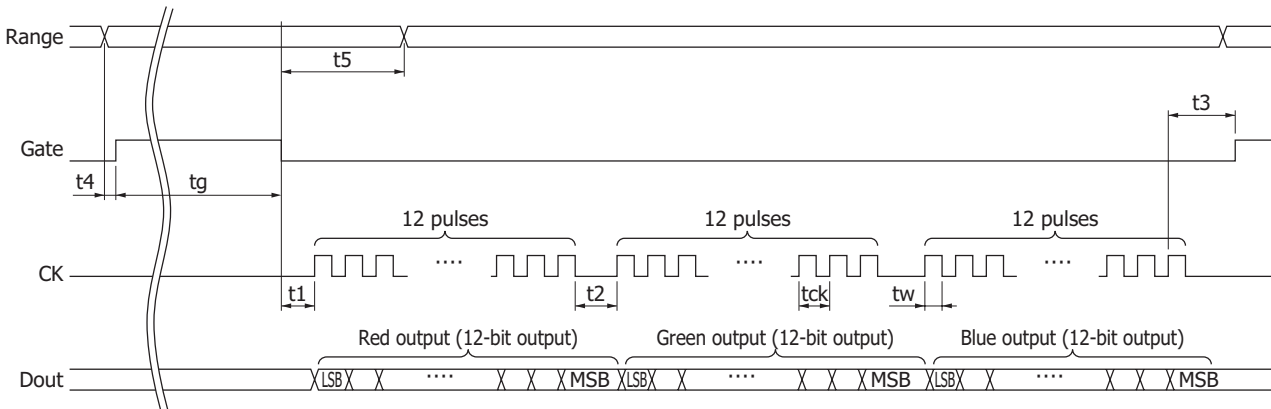 Range
t5
t3
Gate
t4
tg
12 pulses
12 pulses
12 pulses
CK
····
····
····
t1
t2
tck
tw
Red output (12-bit output)
Green output (12-bit output)
Blue output (12-bit output)
Dout
LSB
····
MSB
LSB
····
MSB
LSB
····
MSB